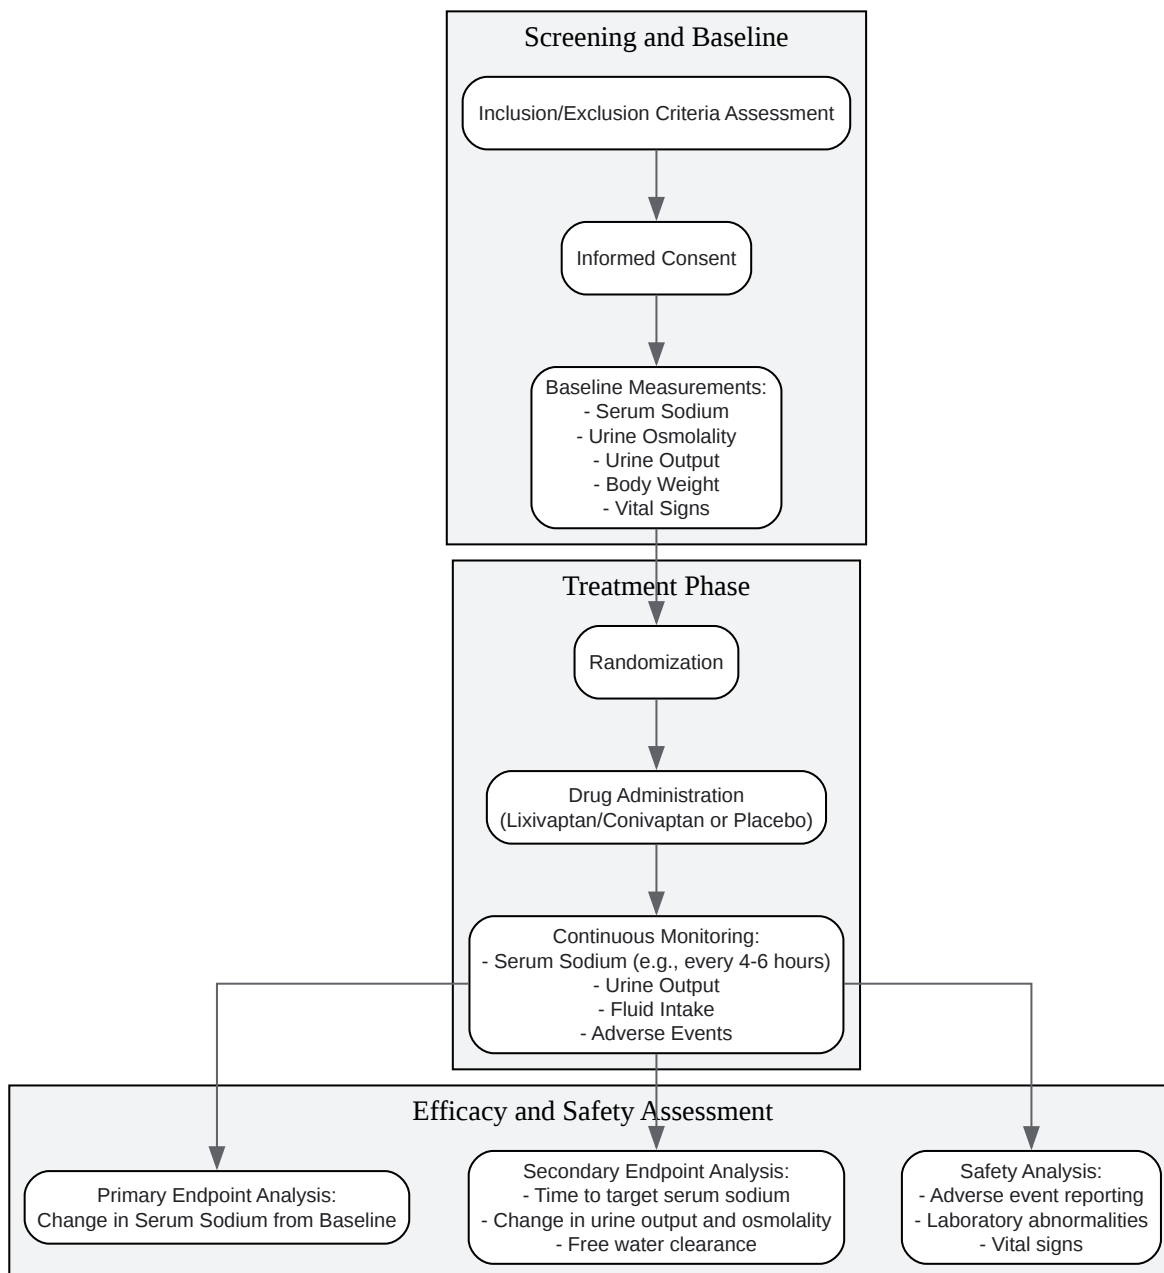 Screening and Baseline
Inclusion/Exclusion Criteria Assessment
Informed Consent
Baseline Measurements:
- Serum Sodium
- Urine Osmolality
- Urine Output
- Body Weight
- Vital Signs
Treatment Phase
Randomization
Drug Administration
(Lixivaptan/Conivaptan or Placebo)
Continuous Monitoring:
- Serum Sodium (e.g., every 4-6 hours)
- Urine Output
- Fluid Intake
- Adverse Events
Efficacy and Safety Assessment
Primary Endpoint Analysis:
Change in Serum Sodium from Baseline
Secondary Endpoint Analysis:
- Time to target serum sodium
- Change in urine output and osmolality
- Free water clearance
Safety Analysis:
- Adverse event reporting
- Laboratory abnormalities
- Vital signs